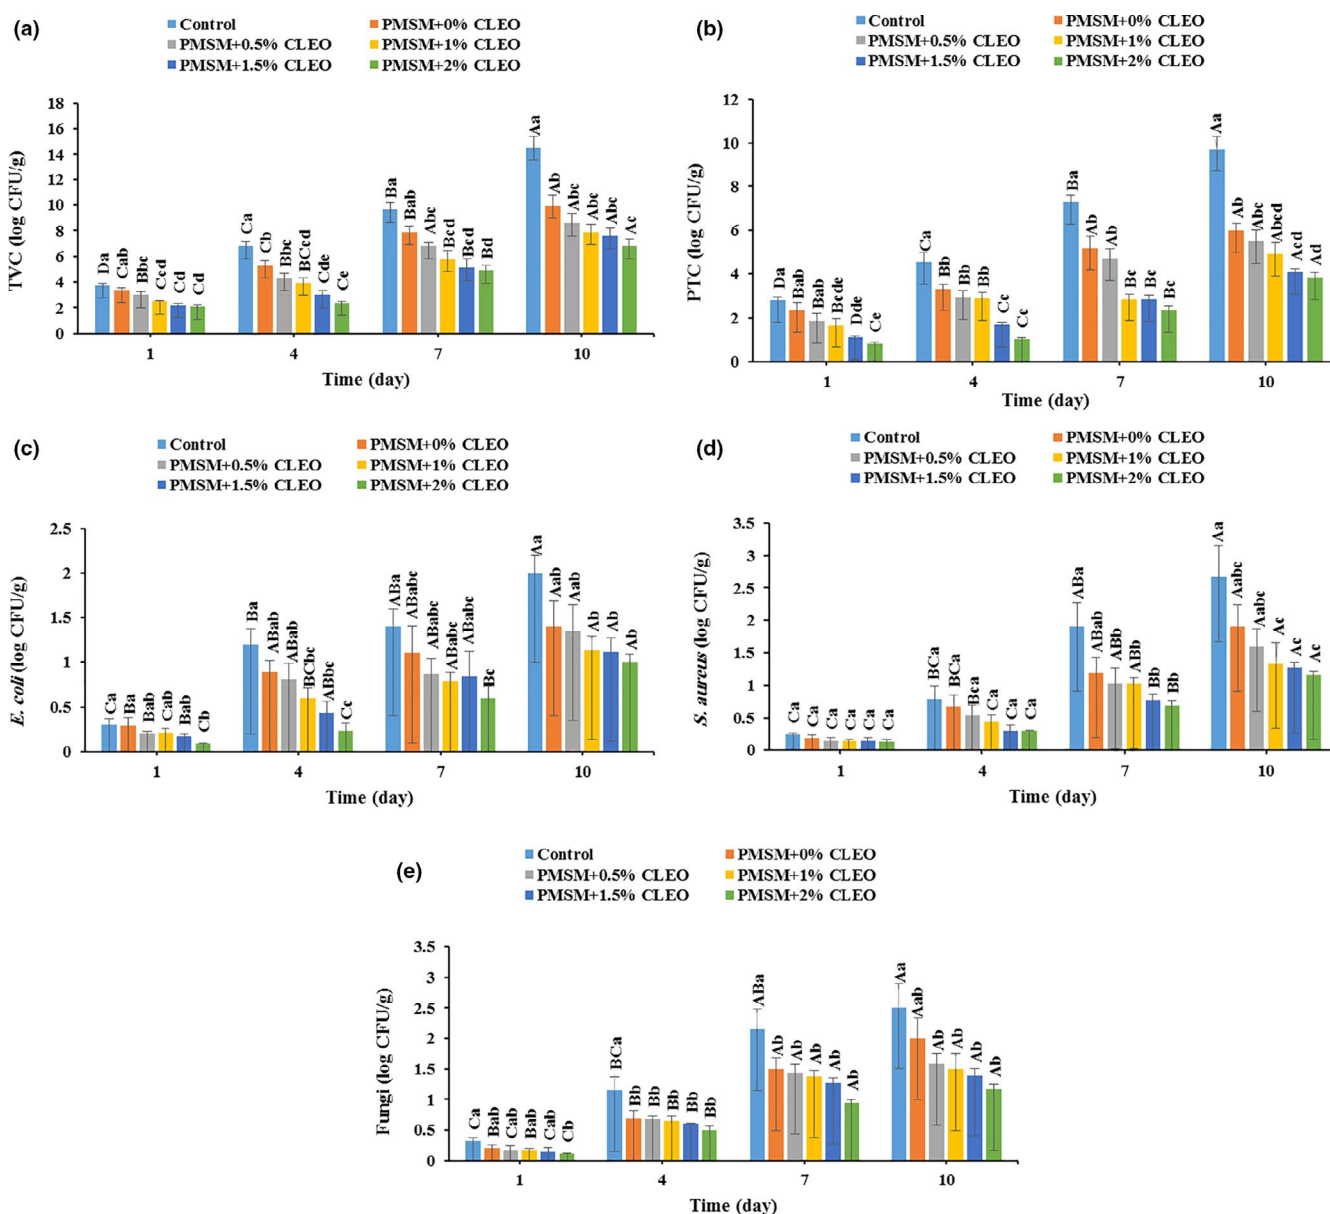 (a)
Control
PMSM+0% CLEO
PMSM+0.5% CLEO
PMSM+1% CLEO
PMSM+1.5% CLEO
PMSM+2% CLEO
TVC (log CFU/g)
18
16
14
12
10
8
6
4
2
0
Da
Cab
Bbc
Ccd
Cd
Cd
Ca
Cb
Bbc
BCcd
Cde
Ce
Ba
Bab
Abc
Bcd
Bcd
Bd
Aa
Ab
Abc
Abc
Abc
Ac
1
4
7
10
Time (day)
(b)
Control
PMSM+0% CLEO
PMSM+0.5% CLEO
PMSM+1% CLEO
PMSM+1.5% CLEO
PMSM+2% CLEO
PTC (log CFU/g)
12
10
8
6
4
2
0
Da
Bab
Bab
Bcde
Dde
Ce
Ca
Bb
Bb
Bb
Cc
Cc
Ba
Ab
Ab
Bc
Bc
Bc
Aa
Ab
Abc
Abcd
Acd
Ad
1
4
7
10
Time (day)
(c)
Control
PMSM+0% CLEO
PMSM+0.5% CLEO
PMSM+1% CLEO
PMSM+1.5% CLEO
PMSM+2% CLEO
E. coli (log CFU/g)
2.5
2
1.5
1
0.5
0
Ca
Ba
Bab
Cab
Bab
Cb
Ba
ABab
ABab
BCbc
ABbc
Cc
ABa
ABabc
ABabc
ABabc
ABabc
Bc
Aa
Aab
Aab
Ab
Ab
Ab
1
4
7
10
Time (day)
(d)
Control
PMSM+0% CLEO
PMSM+0.5% CLEO
PMSM+1% CLEO
PMSM+1.5% CLEO
PMSM+2% CLEO
S. aureus (log CFU/g)
3.5
3
2.5
2
1.5
1
0.5
0
Ca
Ca
Ca
Ca
Ca
Ca
BCa
BCa
Bca
Ca
Ca
Ca
ABa
ABab
ABb
ABb
Bb
Bb
Aa
Aabc
Aabc
Ac
Ac
Ac
1
4
7
10
Time (day)
(e)
Control
PMSM+0% CLEO
PMSM+0.5% CLEO
PMSM+1% CLEO
PMSM+1.5% CLEO
PMSM+2% CLEO
Fungi (log CFU/g)
3.5
3
2.5
2
1.5
1
0.5
0
Ca
Bab
Cab
Bab
Cab
Cb
BCa
Bb
Bb
Bb
Bb
Bb
ABa
Ab
Ab
Ab
Ab
Ab
Aa
Aab
Ab
Ab
Ab
Ab
1
4
7
10
Time (day)